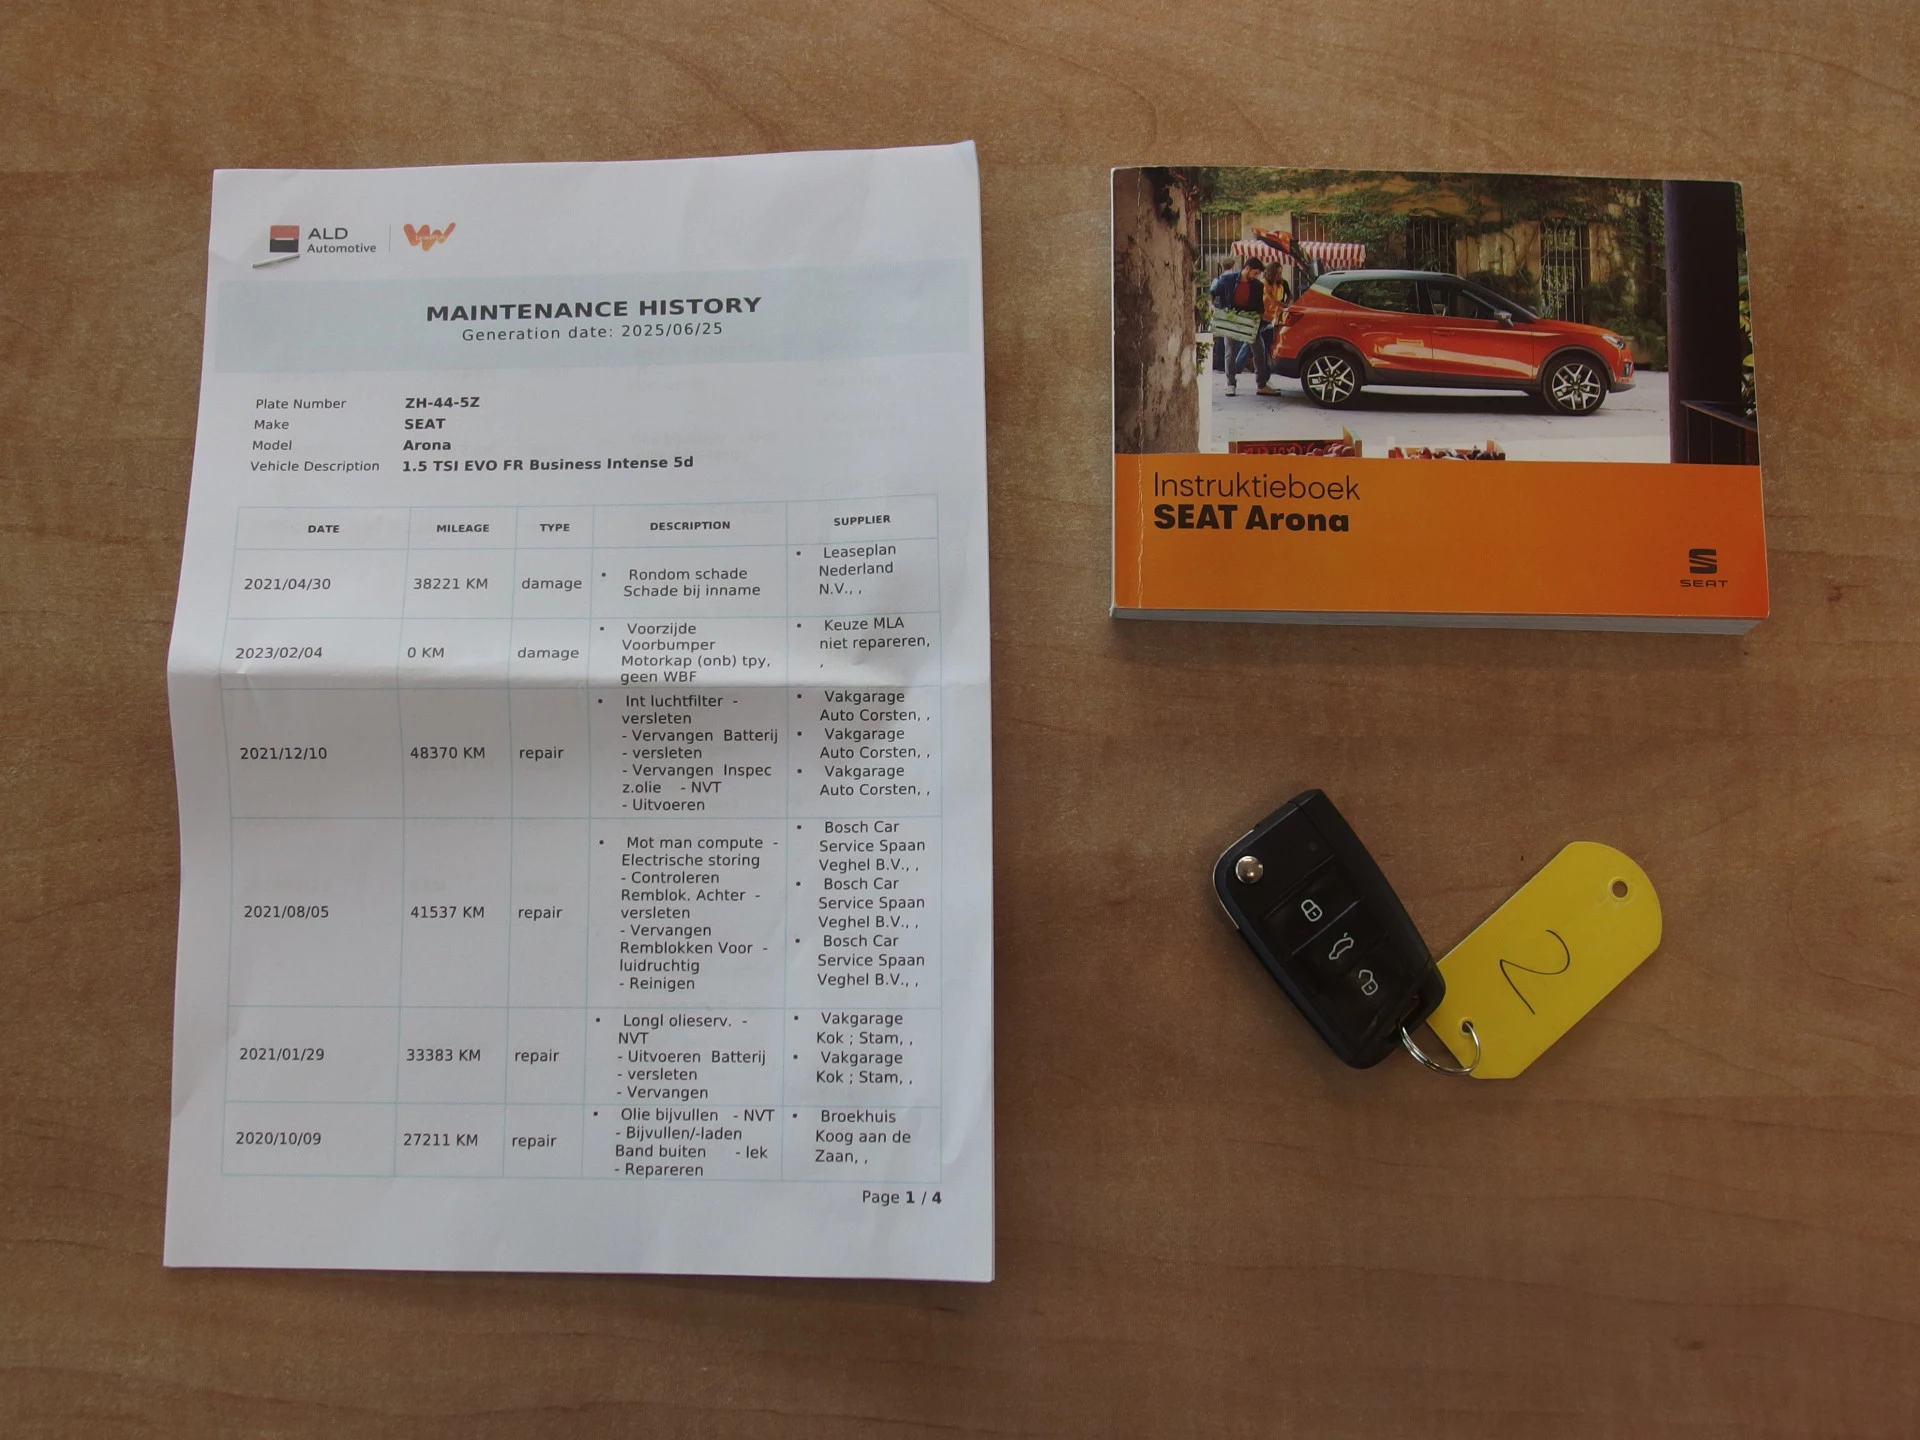 ALD
Automotive
MAINTENANCE HISTORY
Generation date: 2025/06/25
Plate Number ZH-44-5Z
Make SEAT
Model Arona
Vehicle Description 1.5 TSI EVO FR Business Intense 5d
DATE MILEAGE TYPE DESCRIPTION SUPPLIER
2021/04/30 38221 KM damage
• Rondom schade
Schade bij inname
• Leaseplan
Nederland
N.V., ,
2023/02/04 0 KM damage
• Voorzijde
Voorbumper
Motorkap (onb) tpy,
geen WBF
• Keuze MLA
niet repareren,
,
2021/12/10 48370 KM repair
• Int luchtfilter -
versleten
- Vervangen Batterij
- versleten
- Vervangen Inspec
z.olie - NVT
- Uitvoeren
• Vakgarage
Auto Corsten, ,
• Vakgarage
Auto Corsten, ,
• Vakgarage
Auto Corsten, ,
2021/08/05 41537 KM repair
• Mot man compute -
Electrische storing
- Controleren
Remblok. Achter -
versleten
- Vervangen
Remblokken Voor -
luidruchtig
- Reinigen
• Bosch Car
Service Spaan
Veghel B.V., ,
• Bosch Car
Service Spaan
Veghel B.V., ,
• Bosch Car
Service Spaan
Veghel B.V., ,
2021/01/29 33383 KM repair
• Longl olieserv. -
NVT
- Uitvoeren Batterij
- versleten
- Vervangen
• Vakgarage
Kok ; Stam, ,
• Vakgarage
Kok ; Stam, ,
2020/10/09 27211 KM repair
• Olie bijvullen - NVT
- Bijvullen/-laden
Band buiten - lek
- Repareren
• Broekhuis
Koog aan de
Zaan, ,
Page 1 / 4
Instruktieboek
SEAT Arona
SEAT